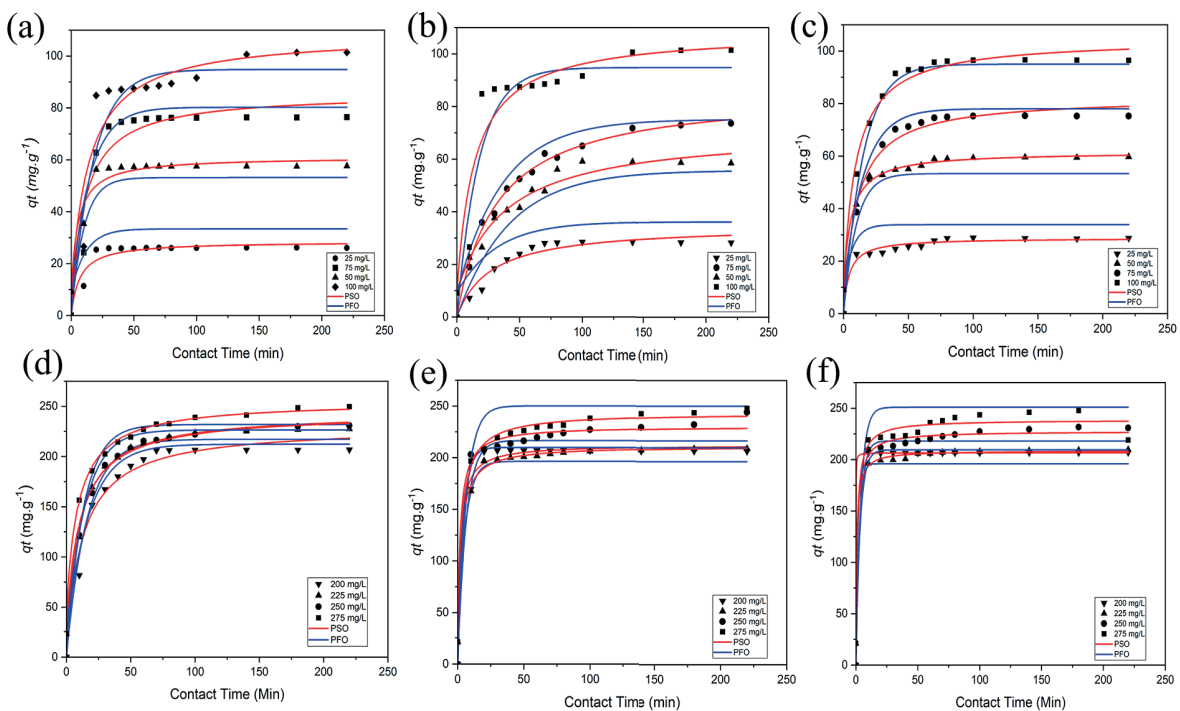 (a)
100
80
60
40
20
0
qt (mg.g⁻¹)
25 mg/L
75 mg/L
50 mg/L
100 mg/L
PSO
PFO
0 50 100 150 200 250
Contact Time (min)
(b)
100
80
60
40
20
0
qt (mg.g⁻¹)
25 mg/L
75 mg/L
50 mg/L
100 mg/L
PSO
PFO
0 50 100 150 200 250
Contact Time (min)
(c)
100
80
60
40
20
0
qt (mg.g⁻¹)
25 mg/L
50 mg/L
75 mg/L
100 mg/L
PSO
PFO
0 50 100 150 200 250
Contact Time (min)
(d)
250
200
150
100
50
0
qt (mg.g⁻¹)
200 mg/L
225 mg/L
250 mg/L
275 mg/L
PSO
PFO
0 50 100 150 200 250
Contact Time (Min)
(e)
250
200
150
100
50
0
qt (mg.g⁻¹)
200 mg/L
225 mg/L
250 mg/L
275 mg/L
PSO
PFO
0 50 100 150 200 250
Contact Time (min)
(f)
250
200
150
100
50
0
qt (mg.g⁻¹)
200 mg/L
225 mg/L
250 mg/L
275 mg/L
PSO
PFO
0 50 100 150 200 250
Contact Time (Min)